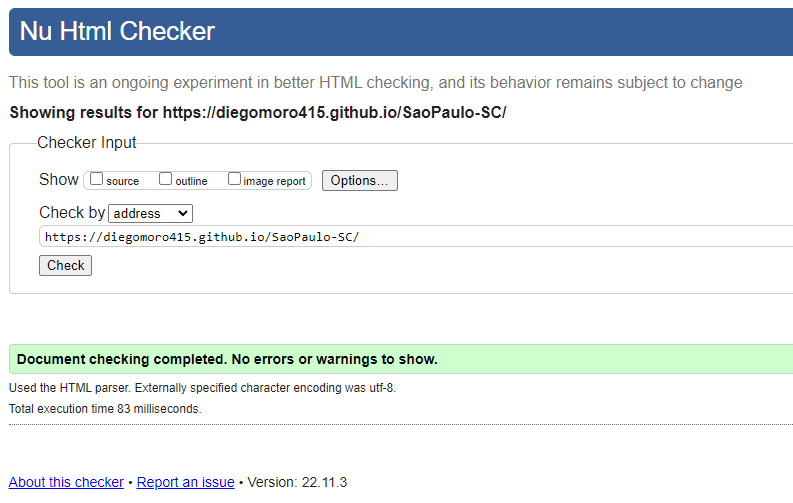 Nu Html Checker
This tool is an ongoing experiment in better HTML checking, and its behavior remains subject to change
Showing results for https://diegomoro415.github.io/SaoPaulo-SC/
Checker Input
Show source outline image report Options...
Check by address
https://diegomoro415.github.io/SaoPaulo-SC/
Check
Document checking completed. No errors or warnings to show.
Used the HTML parser. Externally specified character encoding was utf-8.
Total execution time 83 milliseconds.
About this checker • Report an issue • Version: 22.11.3